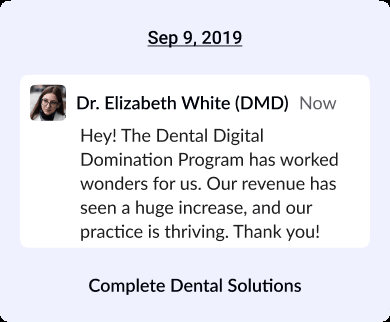 Sep 9, 2019
Dr. Elizabeth White (DMD) Now
Hey! The Dental Digital
Domination Program has worked
wonders for us. Our revenue has
seen a huge increase, and our
practice is thriving. Thank you!
Complete Dental Solutions